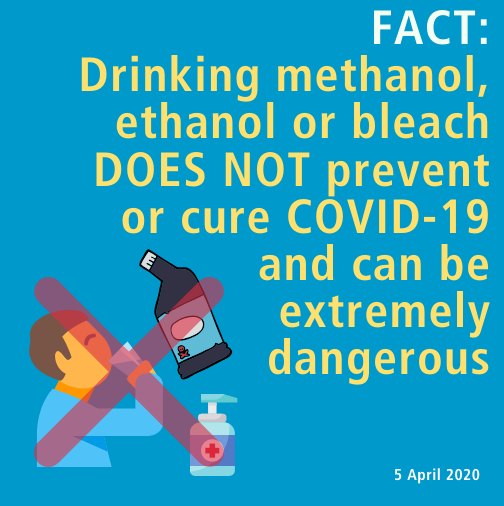 FACT:
Drinking methanol,
ethanol or bleach
DOES NOT prevent
or cure COVID-19
and can be
extremely
dangerous
5 April 2020